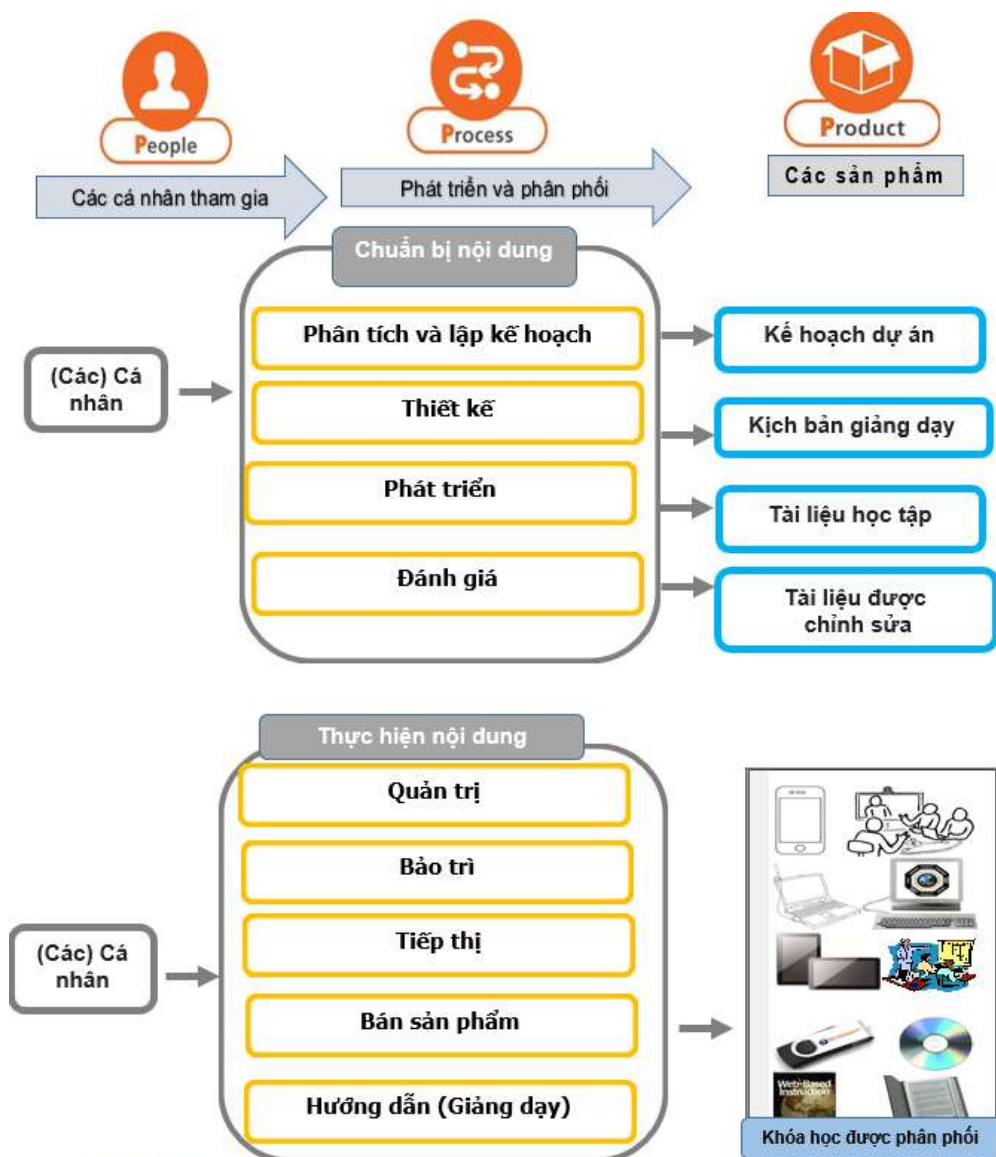 People
Process
Product
Các cá nhân tham gia
Phát triển và phân phối
Các sản phẩm
Chuẩn bị nội dung
(Các) Cá
nhân
Phân tích và lập kế hoạch
Thiết kế
Phát triển
Đánh giá
Kế hoạch dự án
Kịch bản giảng dạy
Tài liệu học tập
Tài liệu được
chỉnh sửa
Thực hiện nội dung
(Các) Cá
nhân
Quản trị
Bảo trì
Tiếp thị
Bán sản phẩm
Hướng dẫn (Giảng dạy)
Web-Based
Instruction
Khóa học được phân phối